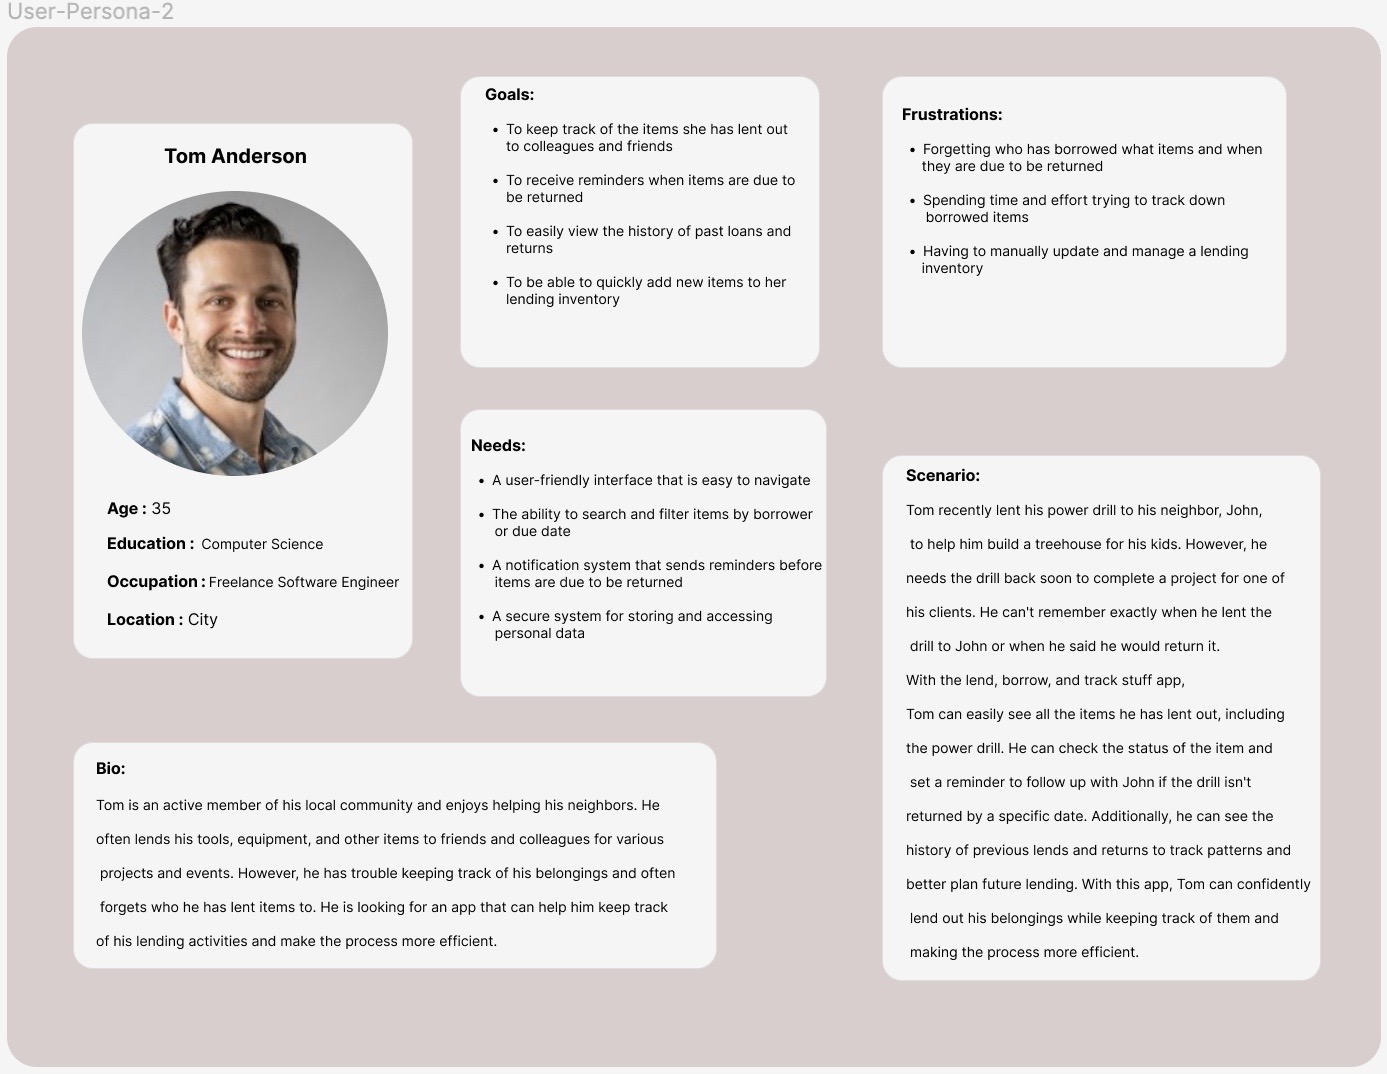 User-Persona-2
Tom Anderson
Age : 35
Education : Computer Science
Occupation : Freelance Software Engineer
Location : City
Goals:
• To keep track of the items she has lent out
to colleagues and friends
• To receive reminders when items are due to
be returned
• To easily view the history of past loans and
returns
• To be able to quickly add new items to her
lending inventory
Frustrations:
• Forgetting who has borrowed what items and when
they are due to be returned
• Spending time and effort trying to track down
borrowed items
• Having to manually update and manage a lending
inventory
Needs:
• A user-friendly interface that is easy to navigate
• The ability to search and filter items by borrower
or due date
• A notification system that sends reminders before
items are due to be returned
• A secure system for storing and accessing
personal data
Scenario:
Tom recently lent his power drill to his neighbor, John,
to help him build a treehouse for his kids. However, he
needs the drill back soon to complete a project for one of
his clients. He can't remember exactly when he lent the
drill to John or when he said he would return it.
With the lend, borrow, and track stuff app,
Tom can easily see all the items he has lent out, including
the power drill. He can check the status of the item and
set a reminder to follow up with John if the drill isn't
returned by a specific date. Additionally, he can see the
history of previous lends and returns to track patterns and
better plan future lending. With this app, Tom can confidently
lend out his belongings while keeping track of them and
making the process more efficient.
Bio:
Tom is an active member of his local community and enjoys helping his neighbors. He
often lends his tools, equipment, and other items to friends and colleagues for various
projects and events. However, he has trouble keeping track of his belongings and often
forgets who he has lent items to. He is looking for an app that can help him keep track
of his lending activities and make the process more efficient.